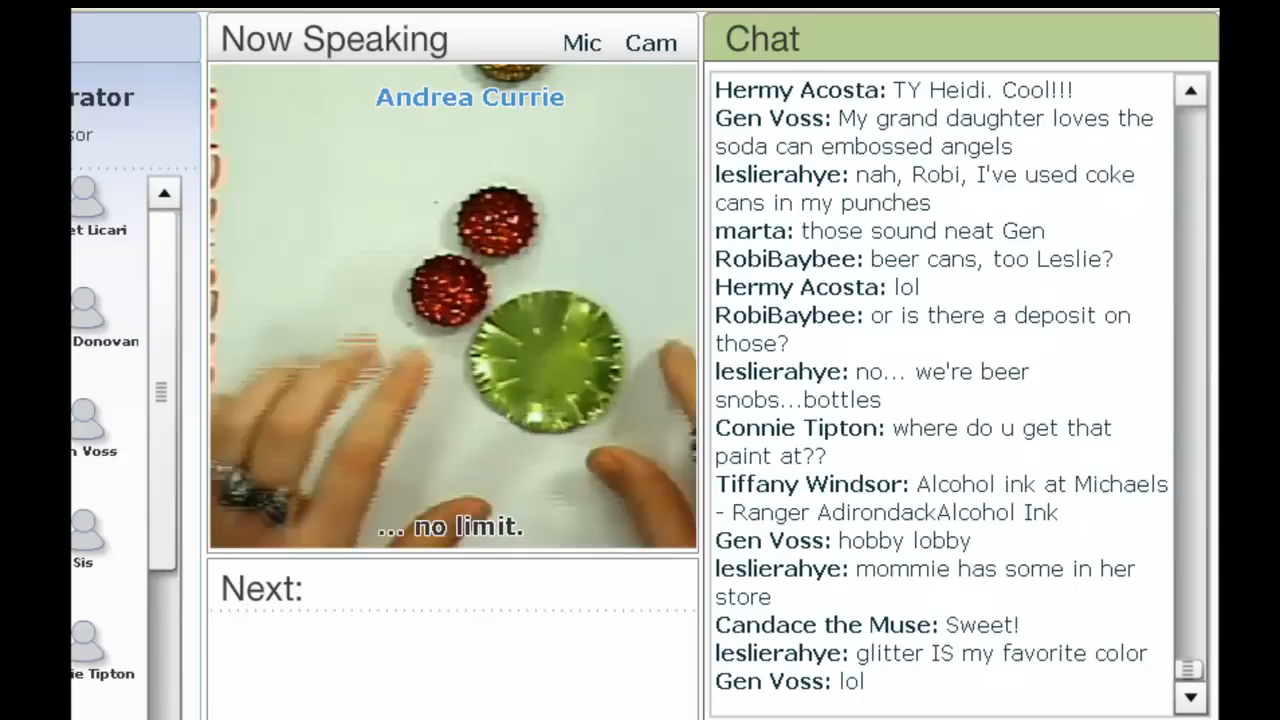 rator
sor
et Licari
Donovan
n Voss
Sis
ie Tipton
Now Speaking Mic Cam
Andrea Currie
... no limit.
Next:
Chat
Hermy Acosta: TY Heidi. Cool!!!
Gen Voss: My grand daughter loves the
soda can embossed angels
leslierahye: nah, Robi, I've used coke
cans in my punches
marta: those sound neat Gen
RobiBaybee: beer cans, too Leslie?
Hermy Acosta: lol
RobiBaybee: or is there a deposit on
those?
leslierahye: no... we're beer
snobs...bottles
Connie Tipton: where do u get that
paint at??
Tiffany Windsor: Alcohol ink at Michaels
- Ranger AdirondackAlcohol Ink
Gen Voss: hobby lobby
leslierahye: mommie has some in her
store
Candace the Muse: Sweet!
leslierahye: glitter IS my favorite color
Gen Voss: lol